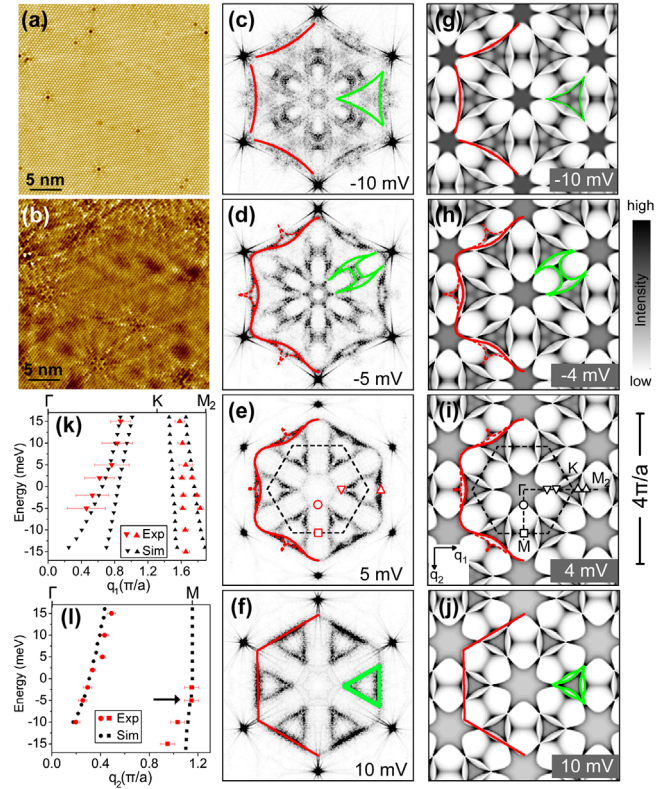 (a)
5 nm
(b)
5 nm
(c)
-10 mV
(d)
-5 mV
(e)
5 mV
(f)
10 mV
(g)
-10 mV
(h)
-4 mV
(i)
Γ
K
M₂
M
q₁
q₂
4 mV
(j)
10 mV
high
Intensity
low
4π/a
Γ K M₂
(k)
Energy (meV)
15
10
5
0
-5
-10
-15
Exp
Sim
0.0 0.4 0.8 1.2 1.6
q₁(π/a)
Γ M
(l)
Energy (meV)
15
10
5
0
-5
-10
-15
Exp
Sim
0.0 0.4 0.8 1.2
q₂(π/a)